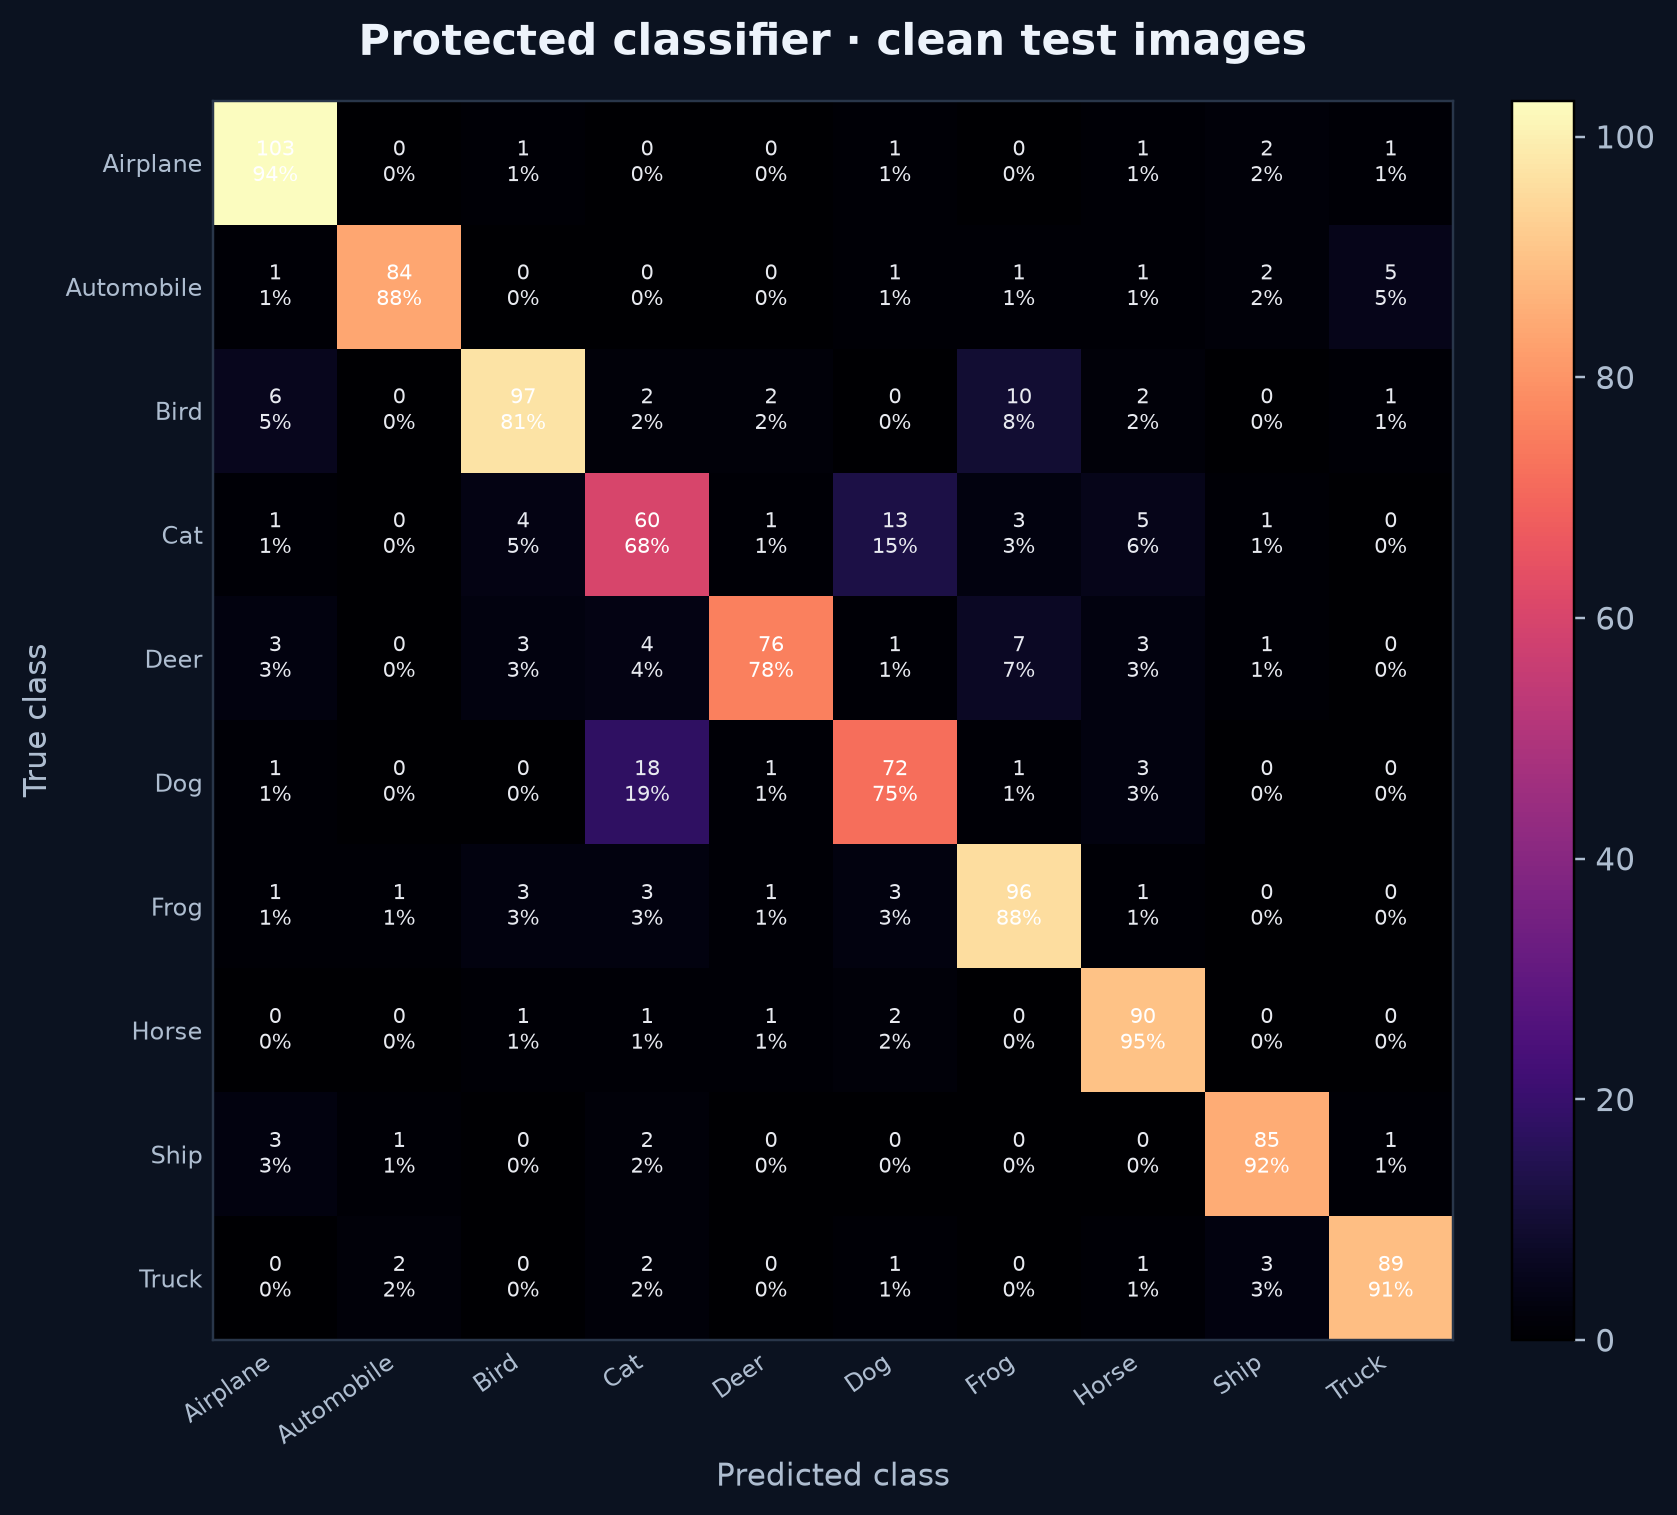 Protected classifier · clean test images
Airplane
103 0 1 0 0 1 0 1 2 1
94% 0% 1% 0% 0% 1% 0% 1% 2% 1%
Automobile
1 84 0 0 0 1 1 1 2 5
1% 88% 0% 0% 0% 1% 1% 1% 2% 5%
Bird
6 0 97 2 2 0 10 2 0 1
5% 0% 81% 2% 2% 0% 8% 2% 0% 1%
Cat
1 0 4 60 1 13 3 5 1 0
1% 0% 5% 68% 1% 15% 3% 6% 1% 0%
Deer
3 0 3 4 76 1 7 3 1 0
3% 0% 3% 4% 78% 1% 7% 3% 1% 0%
Dog
1 0 0 18 1 72 1 3 0 0
1% 0% 0% 19% 1% 75% 1% 3% 0% 0%
Frog
1 1 3 3 1 3 96 1 0 0
1% 1% 3% 3% 1% 3% 88% 1% 0% 0%
Horse
0 0 1 1 1 2 0 90 0 0
0% 0% 1% 1% 1% 2% 0% 95% 0% 0%
Ship
3 1 0 2 0 0 0 0 85 1
3% 1% 0% 2% 0% 0% 0% 0% 92% 1%
Truck
0 2 0 2 0 1 0 1 3 89
0% 2% 0% 2% 0% 1% 0% 1% 3% 91%
True class
Airplane Automobile Bird Cat Deer Dog Frog Horse Ship Truck
Predicted class
100
80
60
40
20
0